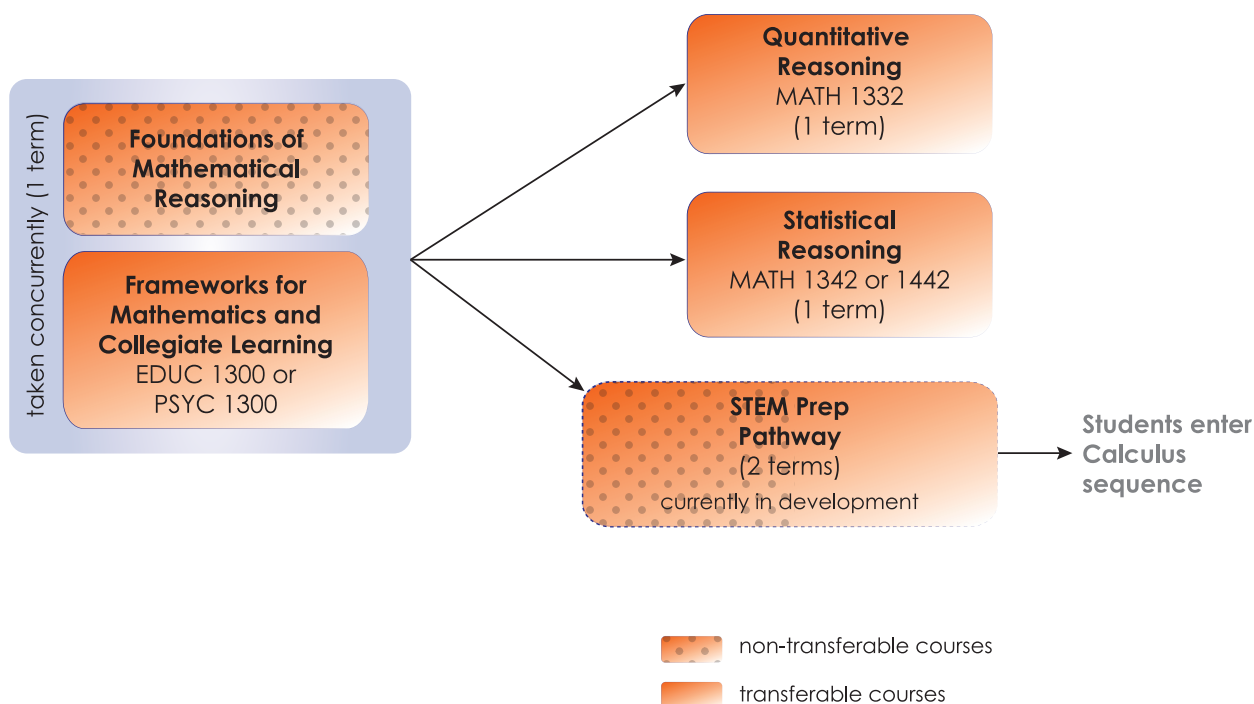 taken concurrently (1 term)
Foundations of
Mathematical
Reasoning
Frameworks for
Mathematics and
Collegiate Learning
EDUC 1300 or
PSYC 1300
Quantitative
Reasoning
MATH 1332
(1 term)
Statistical
Reasoning
MATH 1342 or 1442
(1 term)
STEM Prep
Pathway
(2 terms)
currently in development
Students enter
Calculus
sequence
non-transferable courses
transferable courses